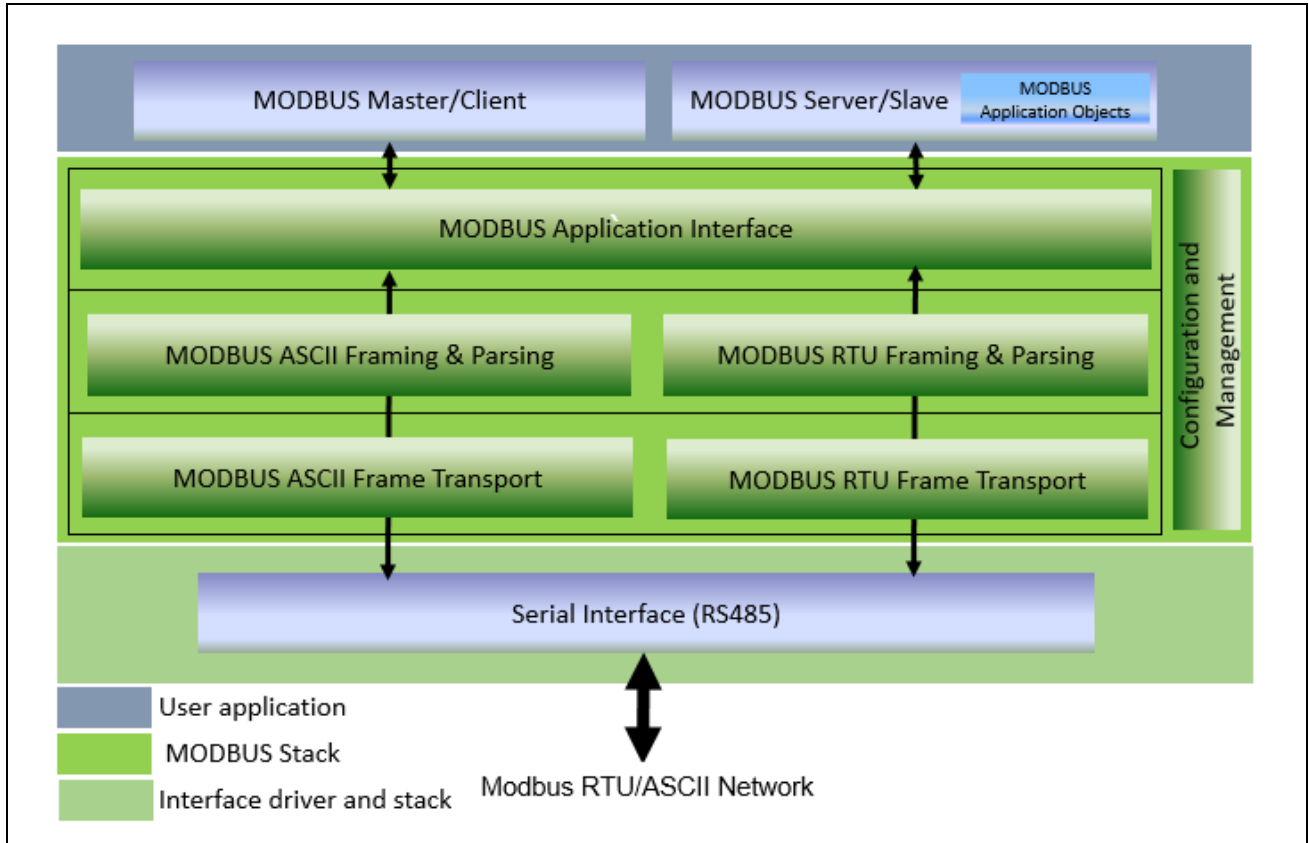 MODBUS Master/Client
MODBUS Server/Slave
MODBUS
Application Objects
MODBUS Application Interface
MODBUS ASCII Framing & Parsing
MODBUS RTU Framing & Parsing
MODBUS ASCII Frame Transport
MODBUS RTU Frame Transport
Configuration and
Management
Serial Interface (RS485)
User application
MODBUS Stack
Interface driver and stack
Modbus RTU/ASCII Network